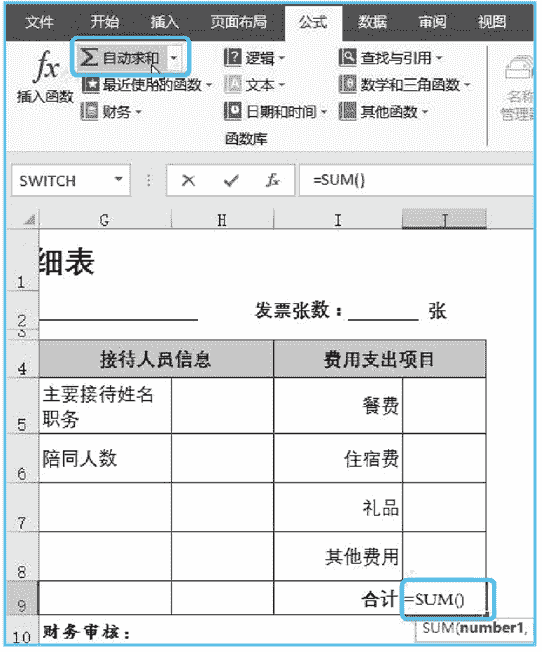 文件 开始 插入 页面布局 公式 数据 审阅 视图
fx 插入函数
Σ 自动求和
最近使用的函数
财务
逻辑
文本
日期和时间
查找与引用
数学和三角函数
其他函数
名称
管理器
函数库
SWITCH fx =SUM()
G H I J
1 细表
2 发票张数： 张
3
4 接待人员信息 费用支出项目
5 主要接待姓名
职务 餐费
6 陪同人数 住宿费
7 礼品
8 其他费用
9 合计 =SUM()
10 财务审核： SUM(number1,